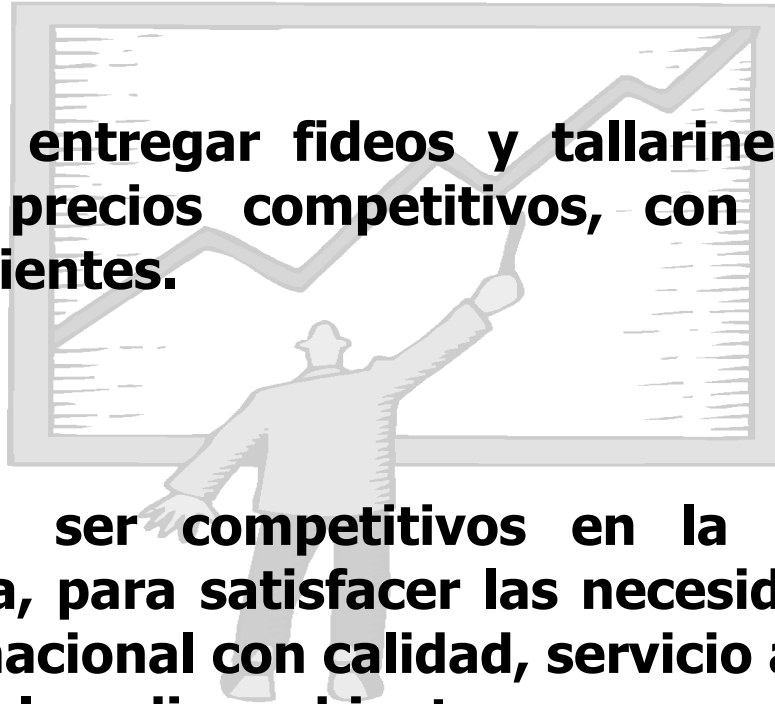 entregar fideos y tallarine
precios competitivos, con
ientes.
ser competitivos en la
a, para satisfacer las necesid
nacional con calidad, servicio a